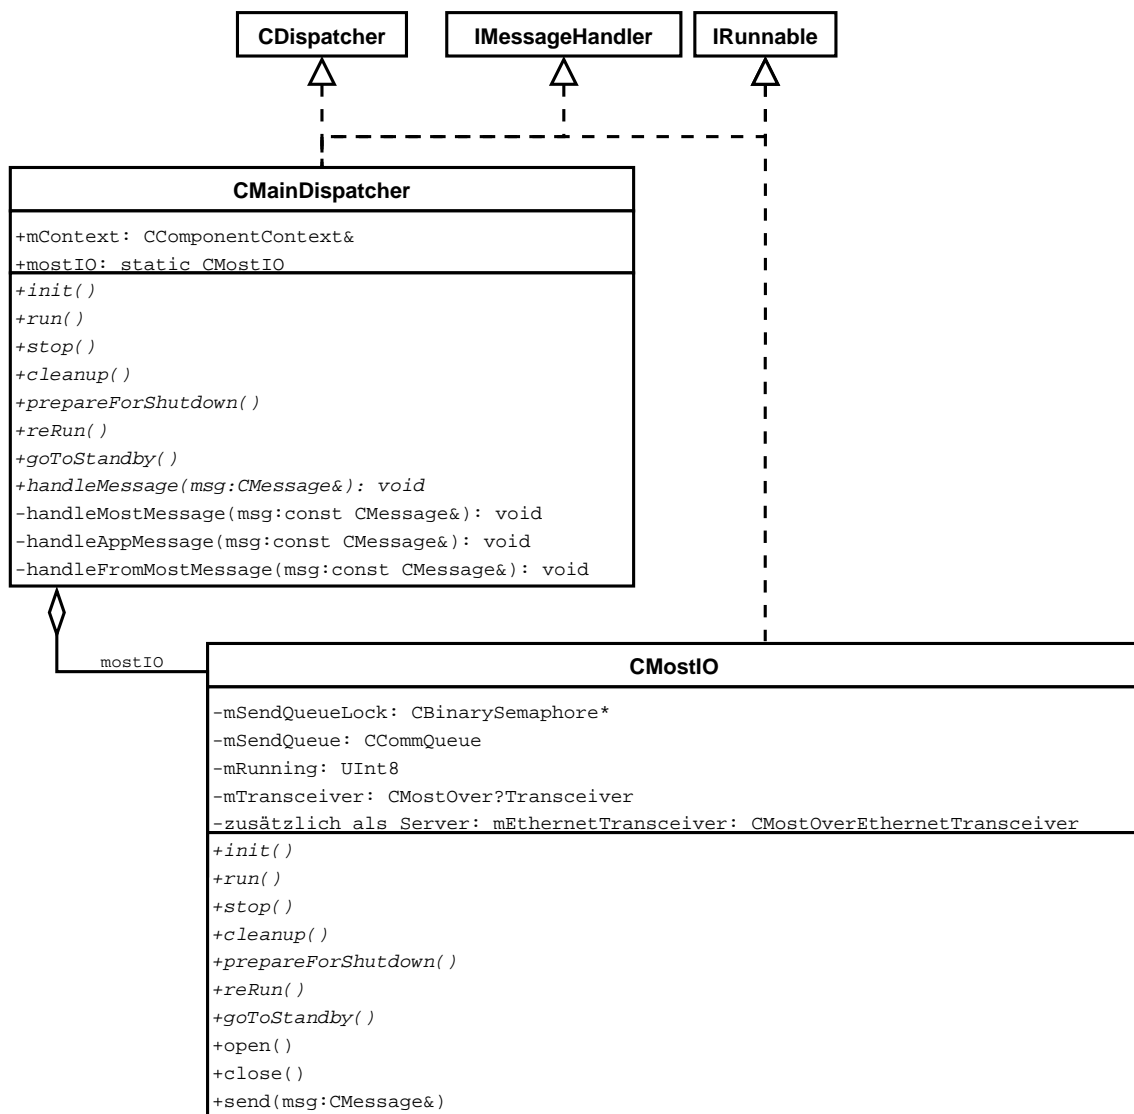 CDispatcher
IMessageHandler
IRunnable
CMainDispatcher
+mContext: CComponentContext&
+mostIO: static CMostIO
+init()
+run()
+stop()
+cleanup()
+prepareForShutdown()
+reRun()
+goToStandby()
+handleMessage(msg:CMessage&): void
-handleMostMessage(msg:const CMessage&): void
-handleAppMessage(msg:const CMessage&): void
-handleFromMostMessage(msg:const CMessage&): void
mostIO
CMostIO
-mSendQueueLock: CBinarySemaphore*
-mSendQueue: CCommQueue
-mRunning: UInt8
-mTransceiver: CMostOver?Transceiver
-zusätzlich als Server: mEthernetTransceiver: CMostOverEthernetTransceiver
+init()
+run()
+stop()
+cleanup()
+prepareForShutdown()
+reRun()
+goToStandby()
+open()
+close()
+send(msg:CMessage&)